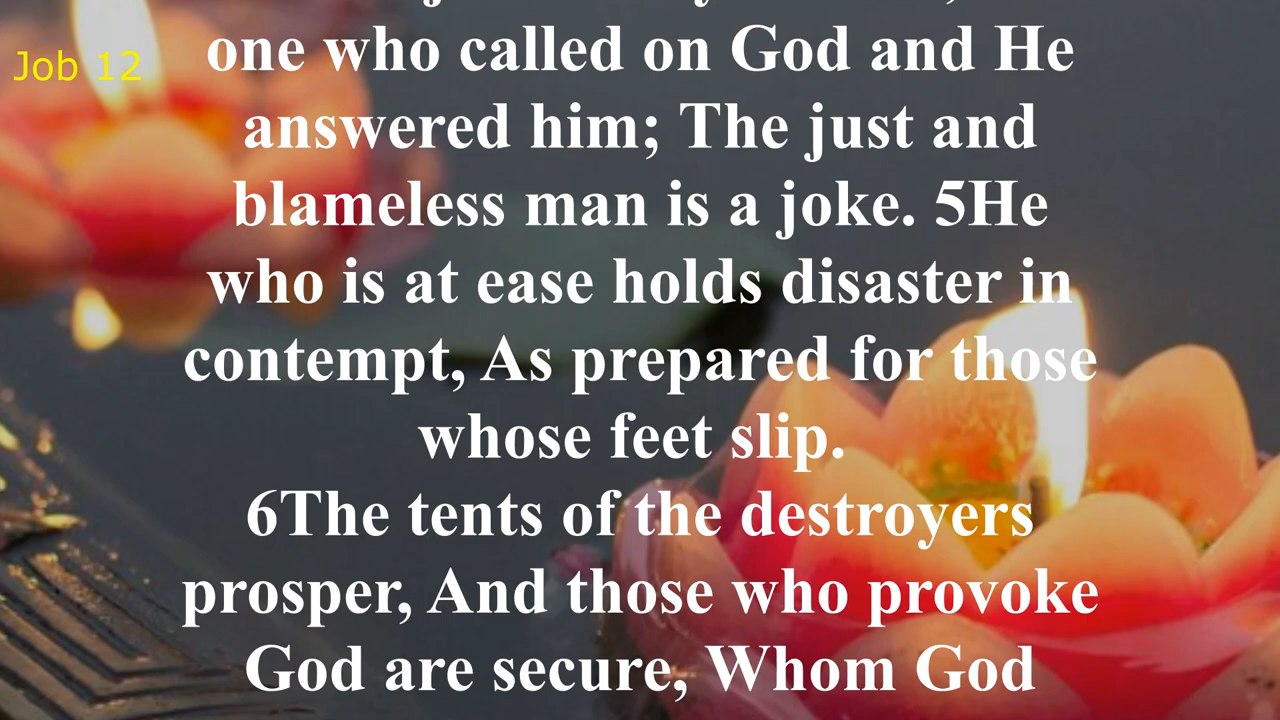 Job 12
one who called on God and He
answered him; The just and
blameless man is a joke. 5He
who is at ease holds disaster in
contempt, As prepared for those
whose feet slip.
6The tents of the destroyers
prosper, And those who provoke
God are secure, Whom God